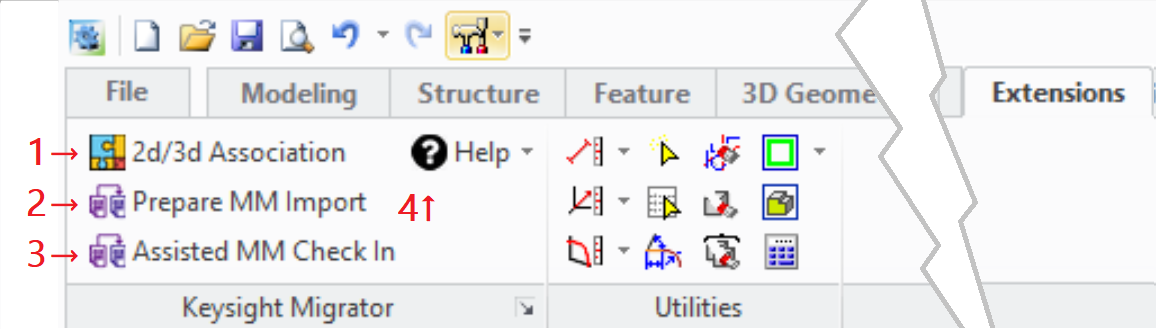 File Modeling Structure Feature 3D Geome Extensions
1→ 2d/3d Association ? Help
2→ Prepare MM Import 4↑
3→ Assisted MM Check In
Keysight Migrator Utilities